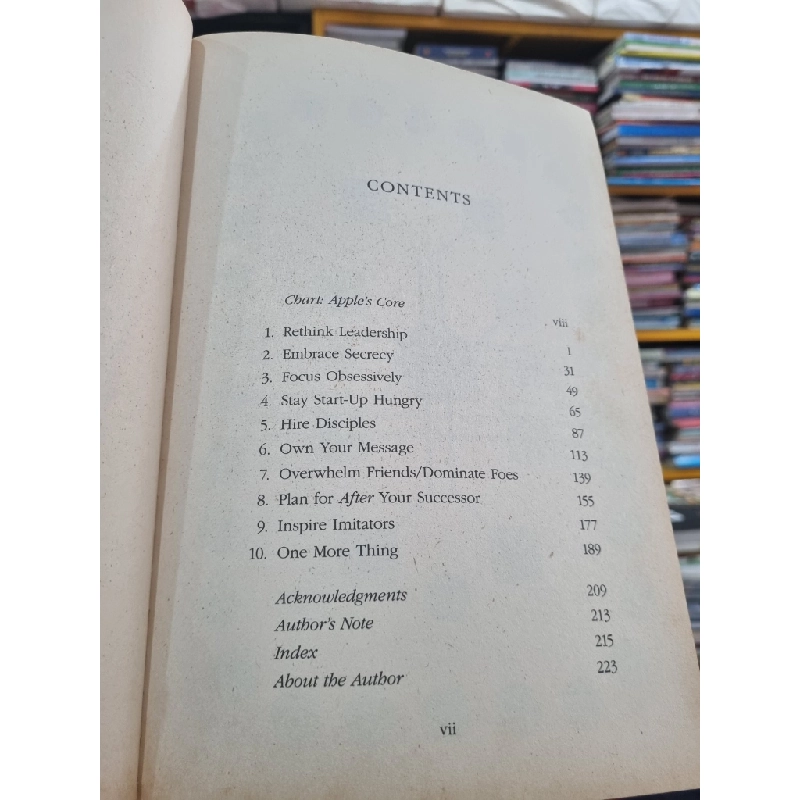 CONTENTS
Chart: Apple's Core viii
1. Rethink Leadership 1
2. Embrace Secrecy 31
3. Focus Obsessively 49
4. Stay Start-Up Hungry 65
5. Hire Disciples 87
6. Own Your Message 113
7. Overwhelm Friends/Dominate Foes 139
8. Plan for After Your Successor 155
9. Inspire Imitators 177
10. One More Thing 189
Acknowledgments 209
Author's Note 213
Index 215
About the Author 223
vii